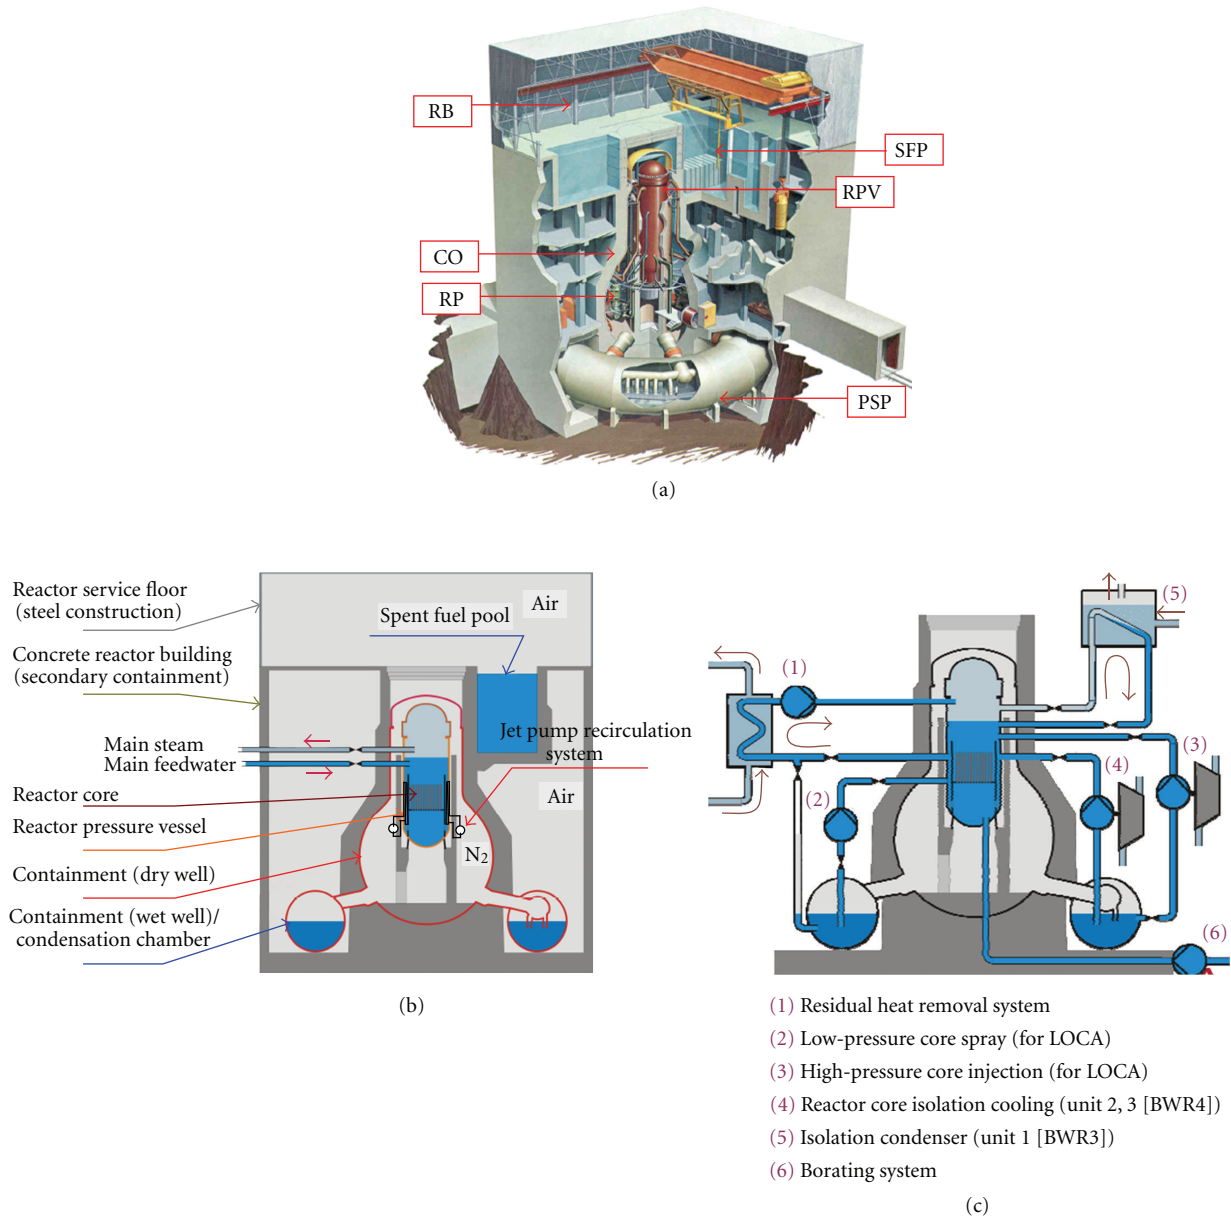 RB
SFP
RPV
CO
RP
PSP
(a)
Reactor service floor
(steel construction)
Concrete reactor building
(secondary containment)
Main steam
Main feedwater
Reactor core
Reactor pressure vessel
Containment (dry well)
Containment (wet well)/
condensation chamber
Spent fuel pool
Air
Jet pump recirculation
system
Air
N2
(b)
(1)
(2)
(3)
(4)
(5)
(6)
(1) Residual heat removal system
(2) Low-pressure core spray (for LOCA)
(3) High-pressure core injection (for LOCA)
(4) Reactor core isolation cooling (unit 2, 3 [BWR4])
(5) Isolation condenser (unit 1 [BWR3])
(6) Borating system
(c)